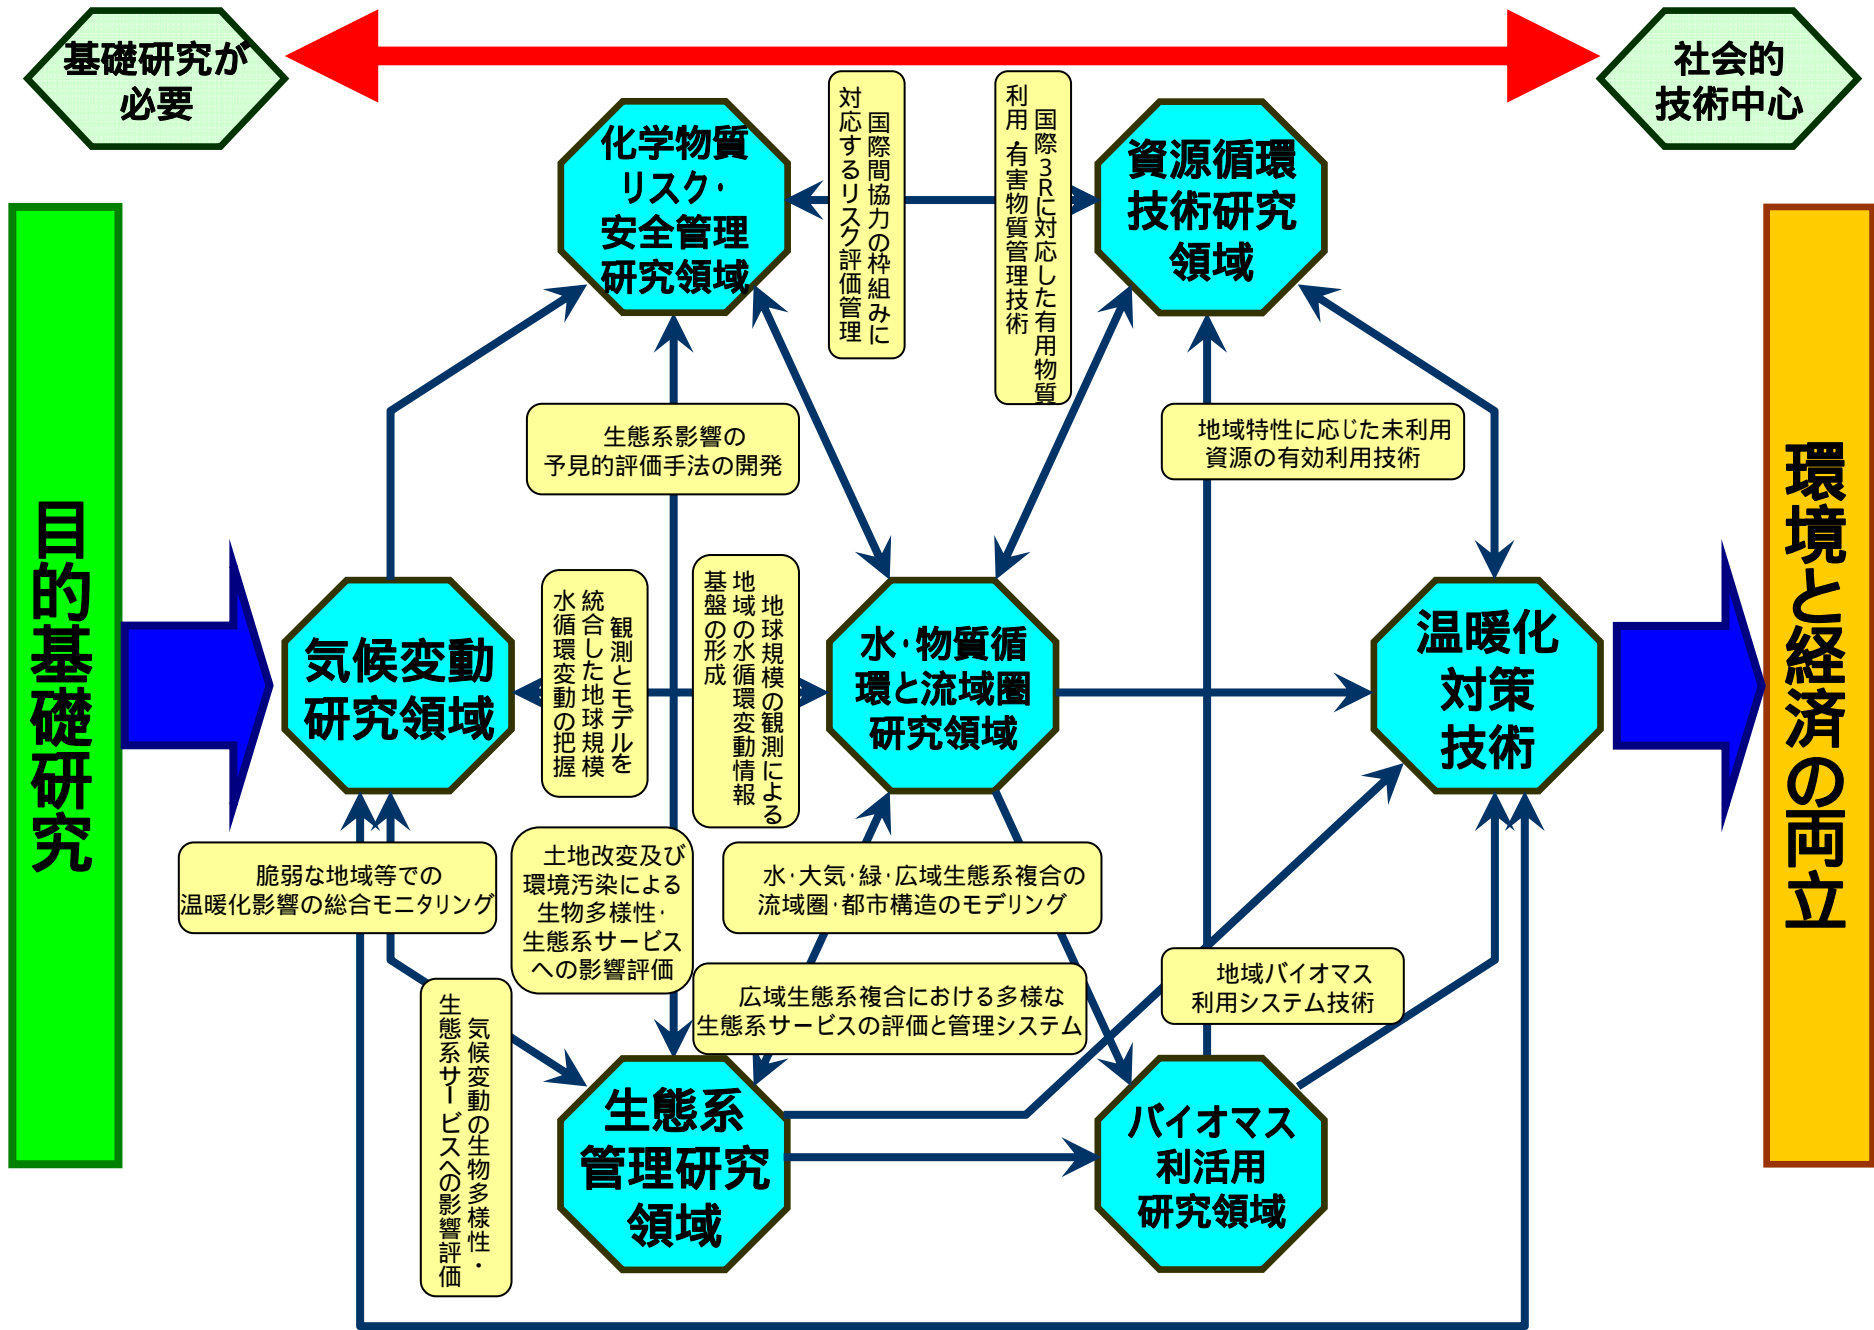 基礎研究が
必要
社会的
技術中心
化学物質
リスク・
安全管理
研究領域
国際間協力の枠組みに
対応するリスク評価管理
国際3Rに対応した有用物質
利用・有害物質管理技術
資源循環
技術研究
領域
生態系影響の
予見的評価手法の開発
地域特性に応じた未利用
資源の有効利用技術
目的基礎研究
環境と経済の両立
気候変動
研究領域
観測とモデルを
統合した地球規模
水循環変動の把握
地球規模の観測による
地域の水循環変動情報
基盤の形成
水・物質循
環と流域圏
研究領域
温暖化
対策
技術
脆弱な地域等での
温暖化影響の総合モニタリング
土地改変及び
環境汚染による
生物多様性・
生態系サービス
への影響評価
水・大気・緑・広域生態系複合の
流域圏・都市構造のモデリング
広域生態系複合における多様な
生態系サービスの評価と管理システム
地域バイオマス
利用システム技術
気候変動の生物多様性・
生態系サービスへの影響評価
生態系
管理研究
領域
バイオマス
利活用
研究領域